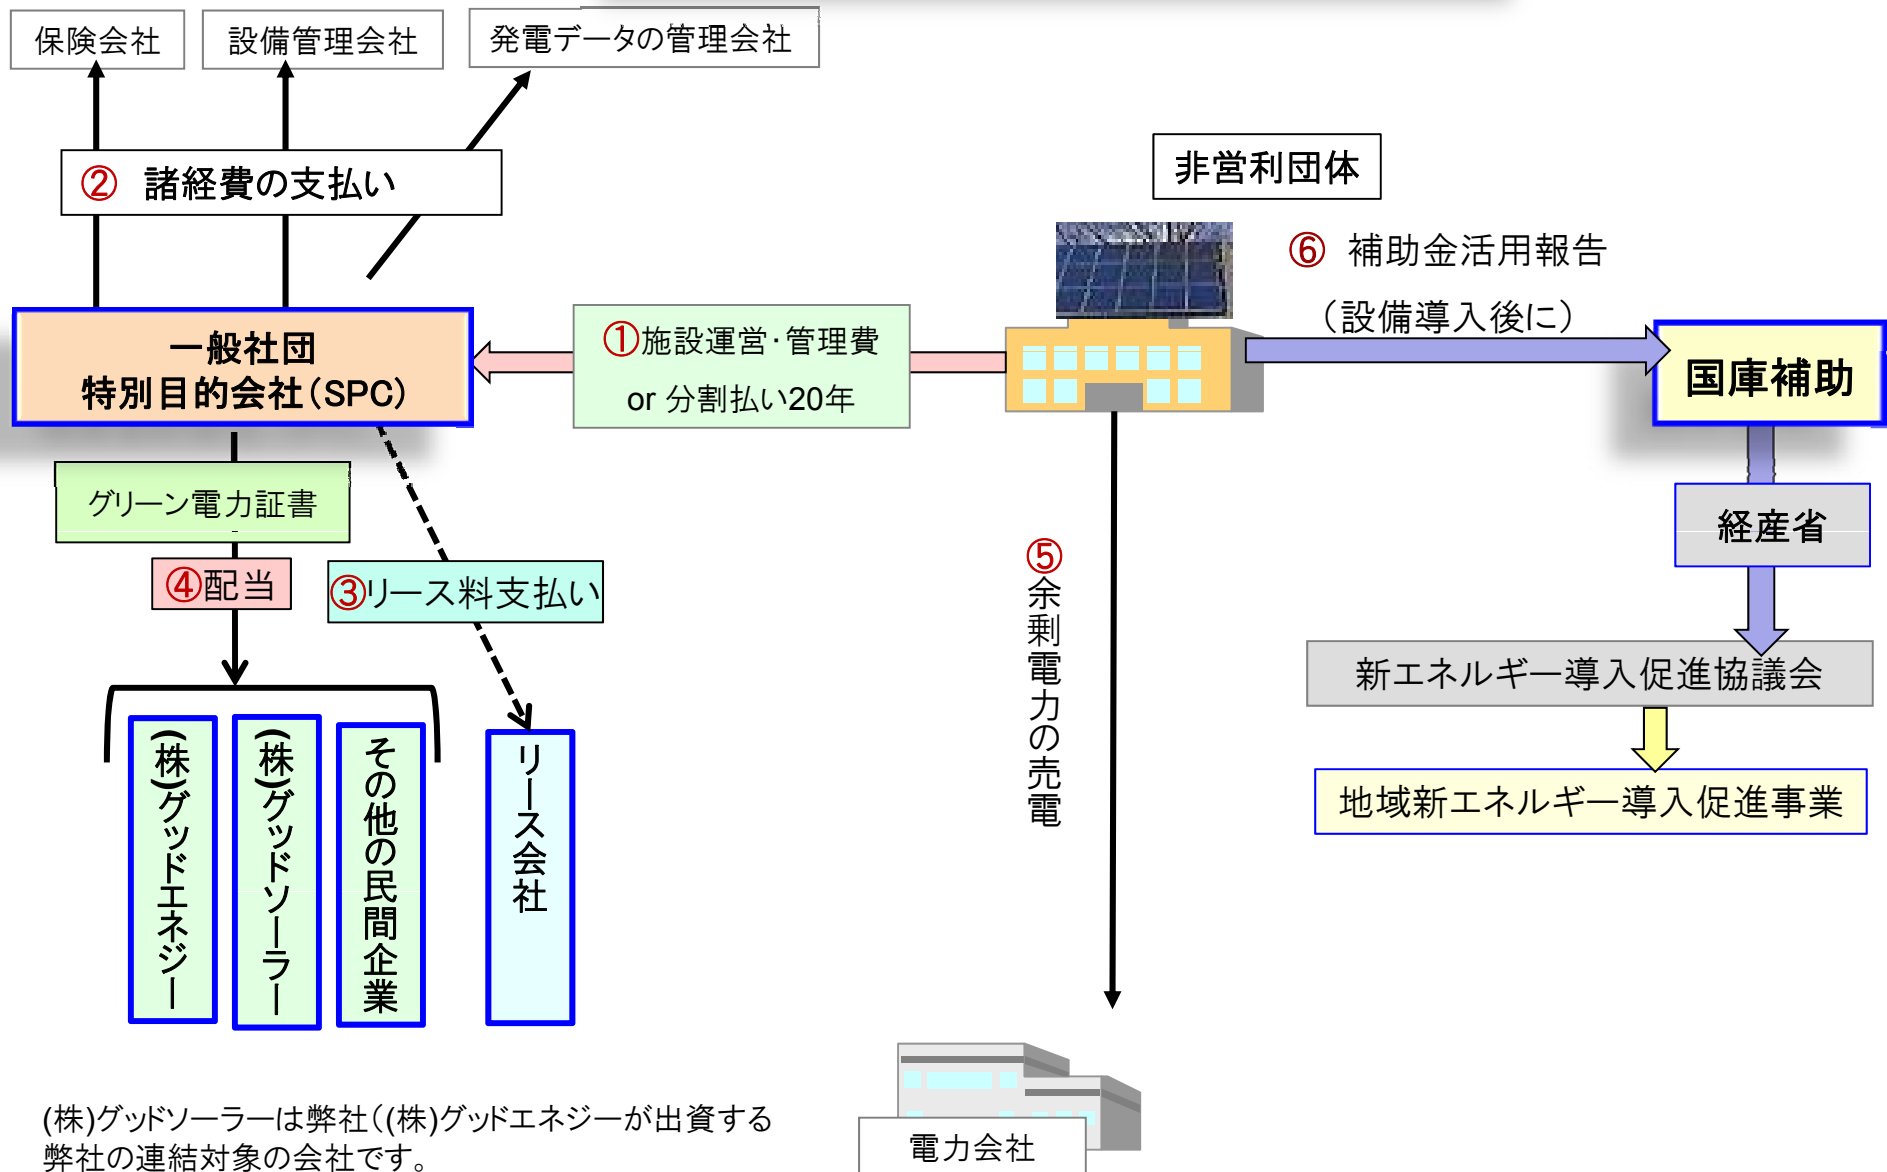 保険会社
設備管理会社
発電データの管理会社
② 諸経費の支払い
非営利団体
⑥ 補助金活用報告
（設備導入後に）
一般社団
特別目的会社（SPC）
①施設運営・管理費
or 分割払い20年
国庫補助
グリーン電力証書
経産省
④配当
③リース料支払い
⑤余剰電力の売電
新エネルギー導入促進協議会
地域新エネルギー導入促進事業
(株)グッドエネジー
(株)グッドソーラー
その他の民間企業
リース会社
(株)グッドソーラーは弊社（(株)グッドエネジーが出資する
弊社の連結対象の会社です。
電力会社